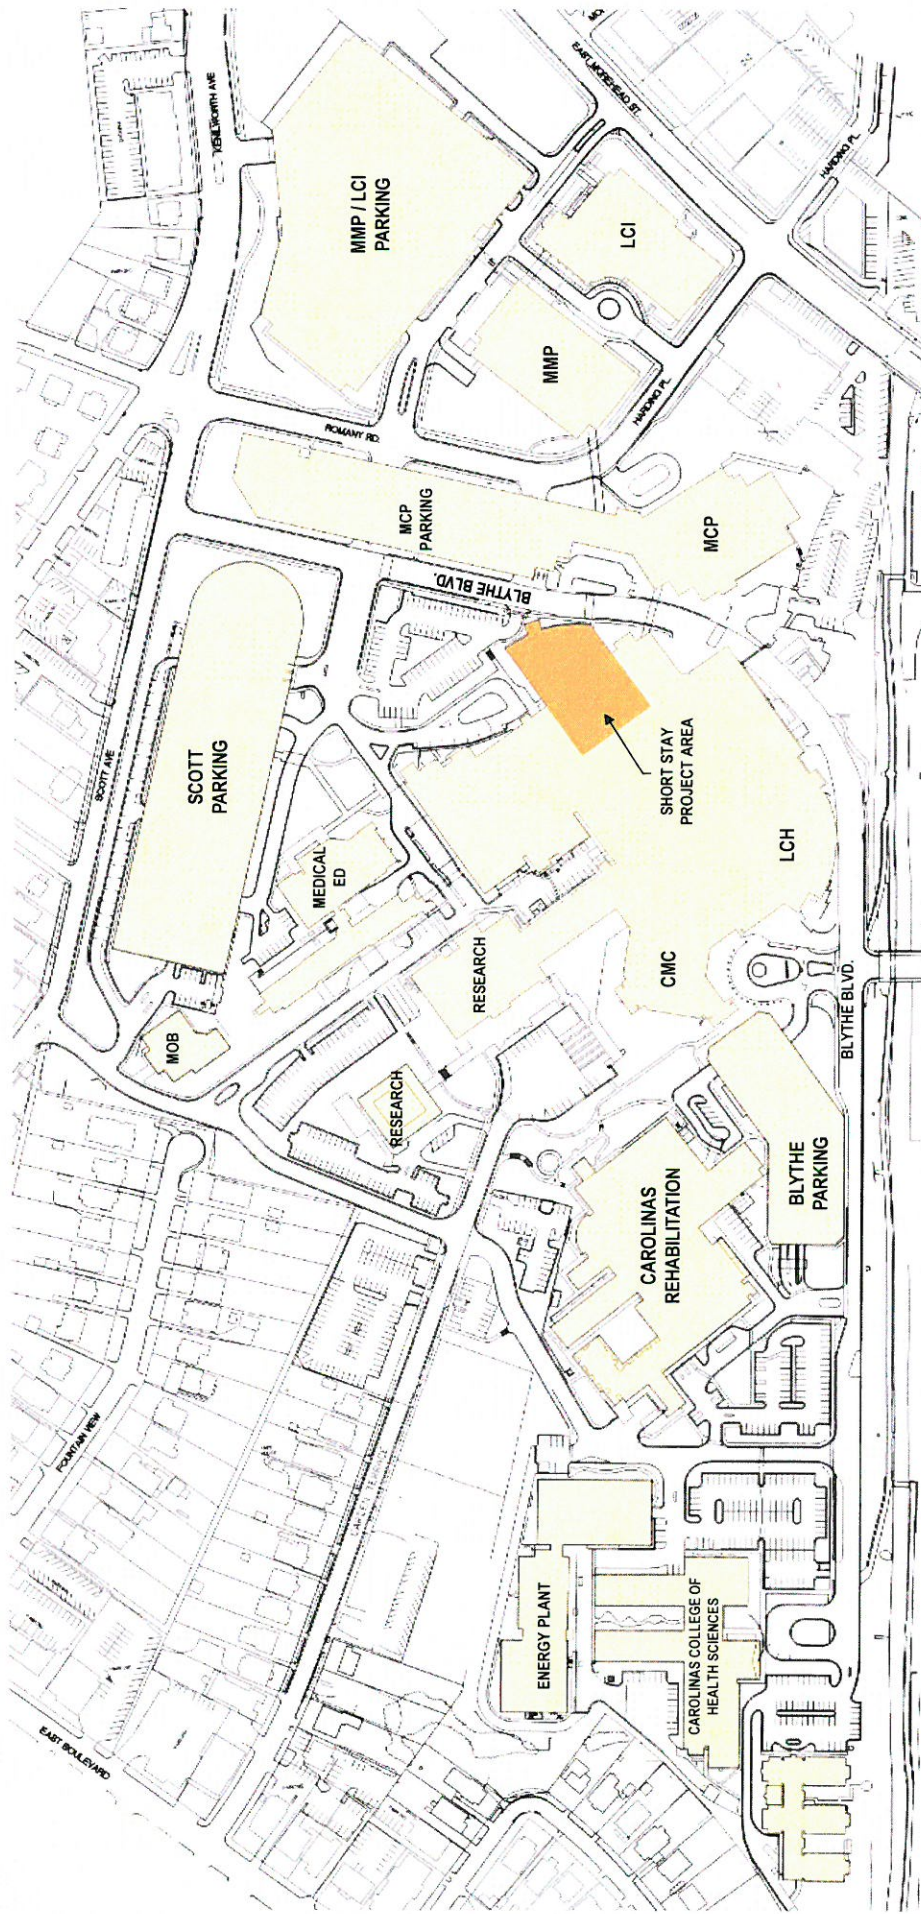 KENILWORTH AVE
EAST MOREHEAD ST
HARDING PL
MMP / LCI
PARKING
LCI
MMP
HARDING PL
ROMANY RD.
MCP
PARKING
MCP
BLYTHE BLVD.
SCOTT AVE
SCOTT
PARKING
SHORT STAY
PROJECT AREA
MEDICAL
ED
LCH
RESEARCH
CMC
MOB
RESEARCH
BLYTHE BLVD.
BLYTHE
PARKING
CAROLINAS
REHABILITATION
FOUNTAIN VIEW
ENERGY PLANT
CAROLINAS COLLEGE OF
HEALTH SCIENCES
EAST BOULEVARD